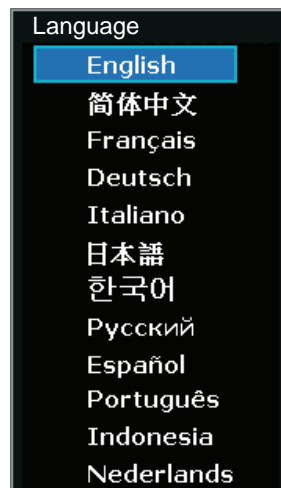 Language
English
简体中文
Français
Deutsch
Italiano
日本語
한국어
Русский
Español
Português
Indonesia
Nederlands